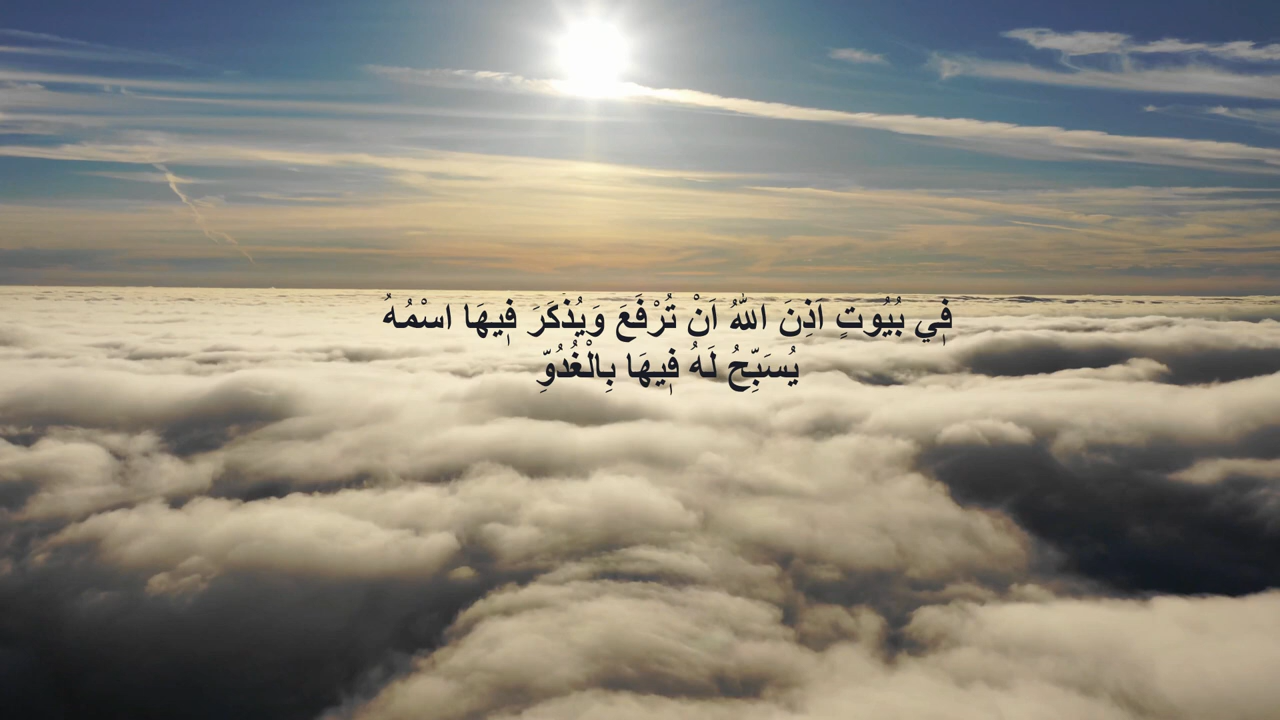 فٖي بُيُوتٍ اَذِنَ اللّٰهُ اَنْ تُرْفَعَ وَيُذْكَرَ فٖيهَا اسْمُهُ
يُسَبِّحُ لَهُ فٖيهَا بِالْغُدُوِّ